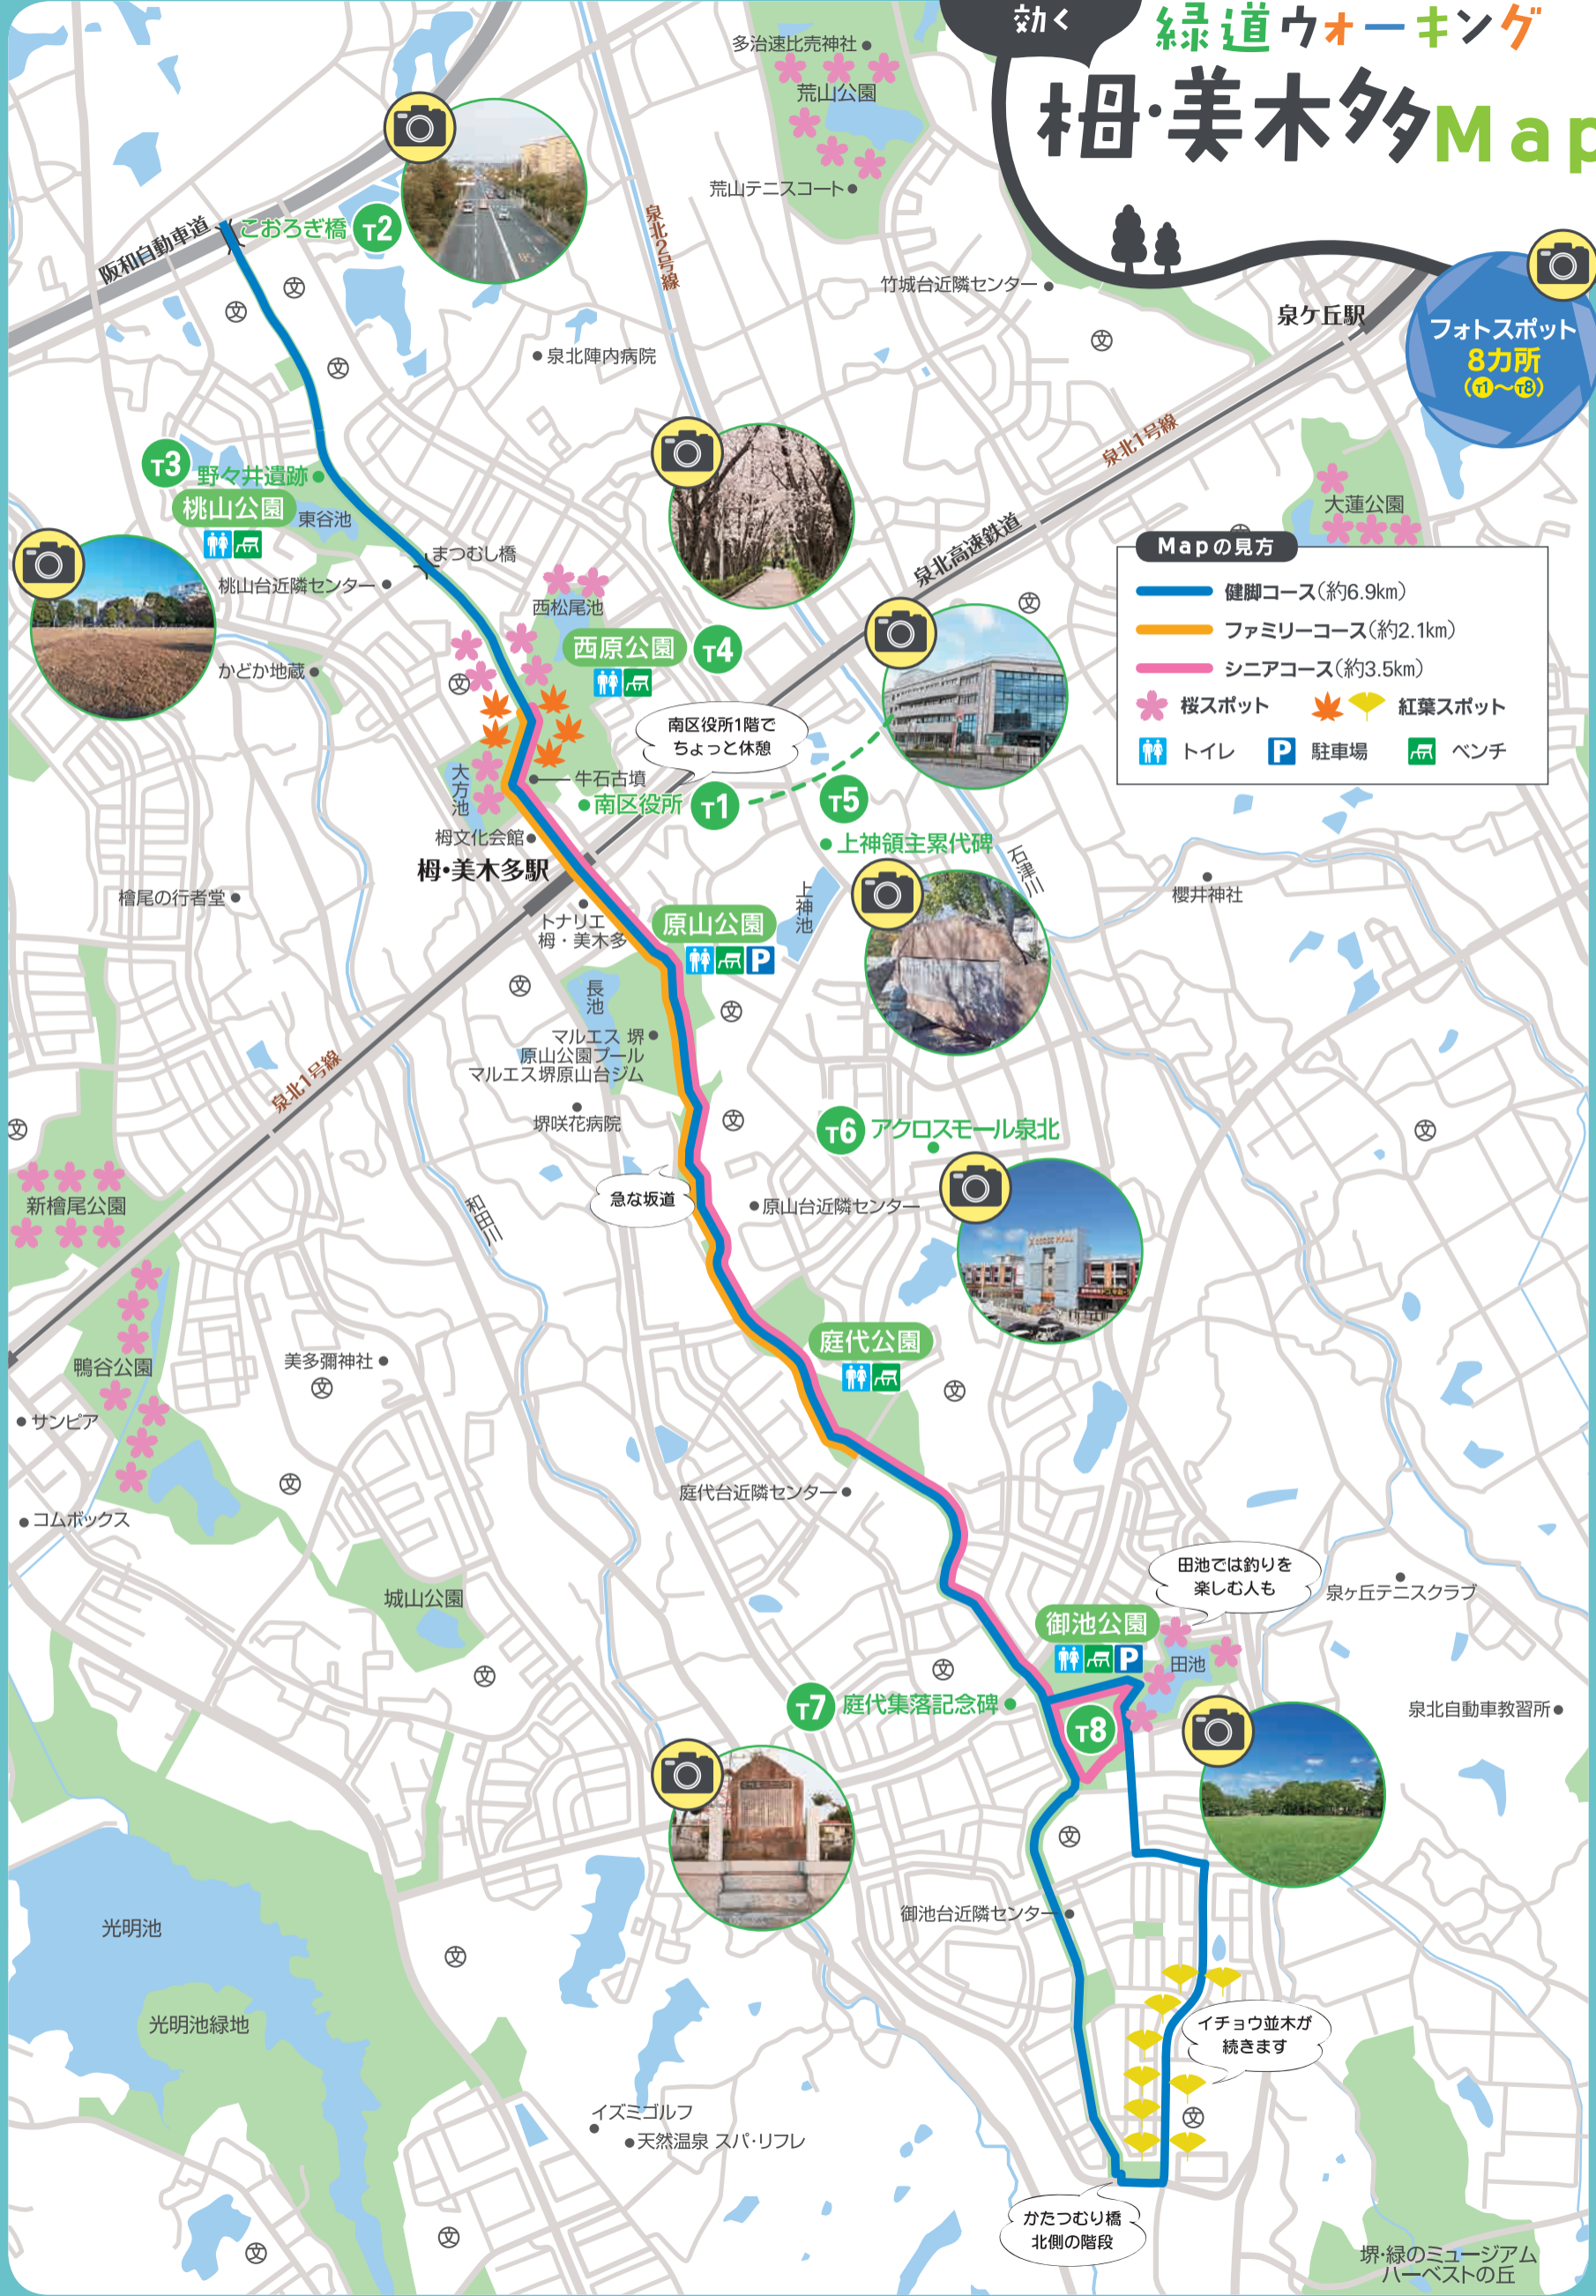 効く
緑道ウォーキング
栂・美木多Map
多治速比売神社
荒山公園
荒山テニスコート
泉北2号線
竹城台近隣センター
泉ケ丘駅
フォトスポット
8カ所
(T1〜T8)
阪和自動車道
こおろぎ橋 T2
泉北陣内病院
泉北1号線
大蓮公園
T3 野々井遺跡
桃山公園
東谷池
まつむし橋
桃山台近隣センター
西松尾池
泉北高速鉄道
Mapの見方
健脚コース(約6.9km)
ファミリーコース(約2.1km)
シニアコース(約3.5km)
桜スポット
紅葉スポット
トイレ
P 駐車場
ベンチ
西原公園 T4
かどか地蔵
南区役所1階で
ちょっと休憩
大方池
牛石古墳
南区役所 T1
T5
上神領主累代碑
栂文化会館
栂・美木多駅
石津川
上神池
櫻井神社
檜尾の行者堂
トナリエ
栂・美木多
原山公園
P
長池
マルエス 堺
原山公園プール
マルエス堺原山台ジム
泉北1号線
堺咲花病院
T6 アクロスモール泉北
急な坂道
原山台近隣センター
新檜尾公園
和田川
庭代公園
鴨谷公園
美多彌神社
サンピア
庭代台近隣センター
コムボックス
田池では釣りを
楽しむ人も
泉ヶ丘テニスクラブ
城山公園
御池公園
P
田池
T7 庭代集落記念碑
T8
泉北自動車教習所
御池台近隣センター
光明池
光明池緑地
イチョウ並木が
続きます
イズミゴルフ
天然温泉 スパ・リフレ
かたつむり橋
北側の階段
堺・緑のミュージアム
ハーベストの丘